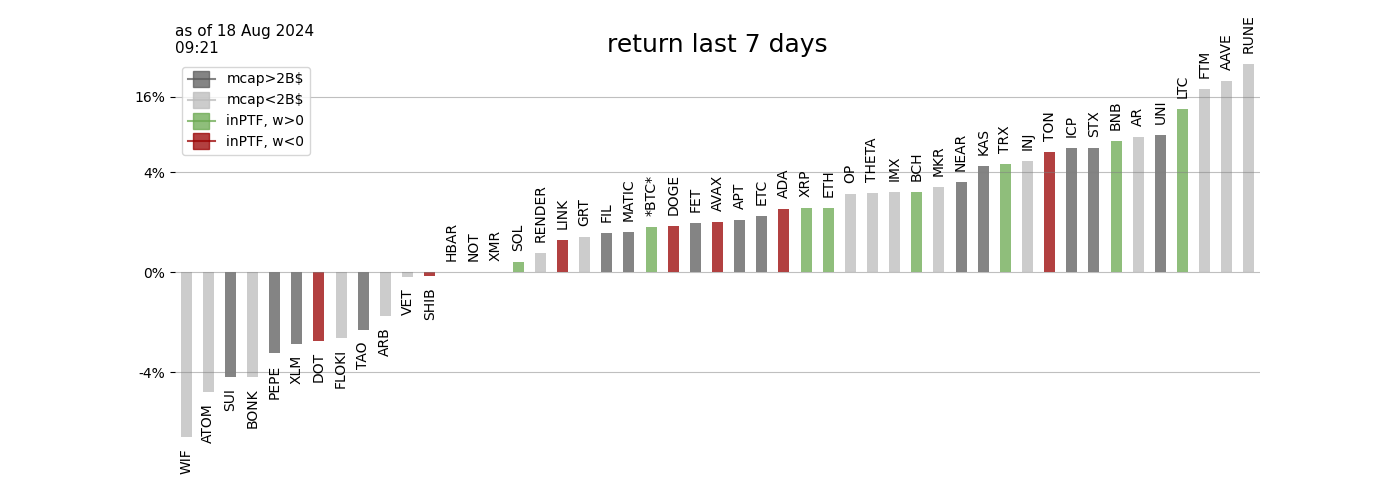 as of 18 Aug 2024
09:21
return last 7 days
mcap>2B$
mcap<2B$
inPTF, w>0
inPTF, w<0
16%
4%
0%
-4%
WIF
ATOM
SUI
BONK
PEPE
XLM
DOT
FLOKI
TAO
ARB
VET
SHIB
HBAR
NOT
XMR
SOL
RENDER
LINK
GRT
FIL
MATIC
*BTC*
DOGE
FET
AVAX
APT
ETC
ADA
XRP
ETH
OP
THETA
IMX
BCH
MKR
NEAR
KAS
TRX
INJ
TON
ICP
STX
BNB
AR
UNI
LTC
FTM
AAVE
RUNE